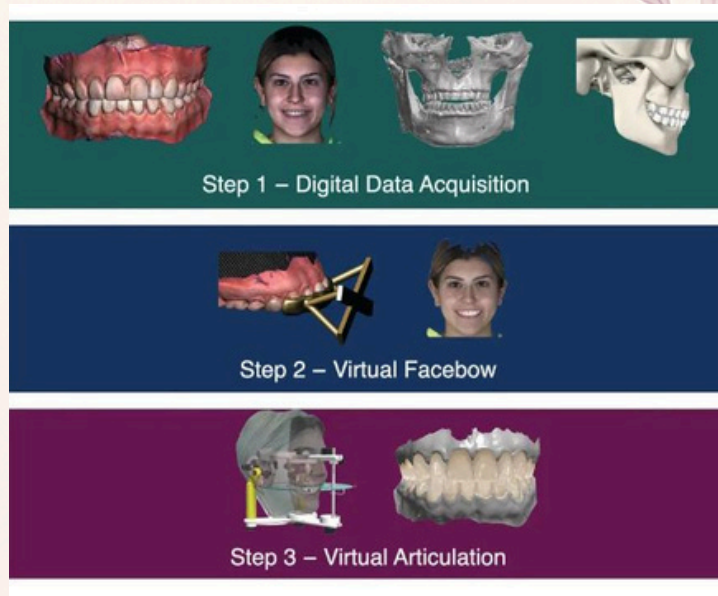 Step 1 – Digital Data Acquisition
Step 2 – Virtual Facebow
Step 3 – Virtual Articulation